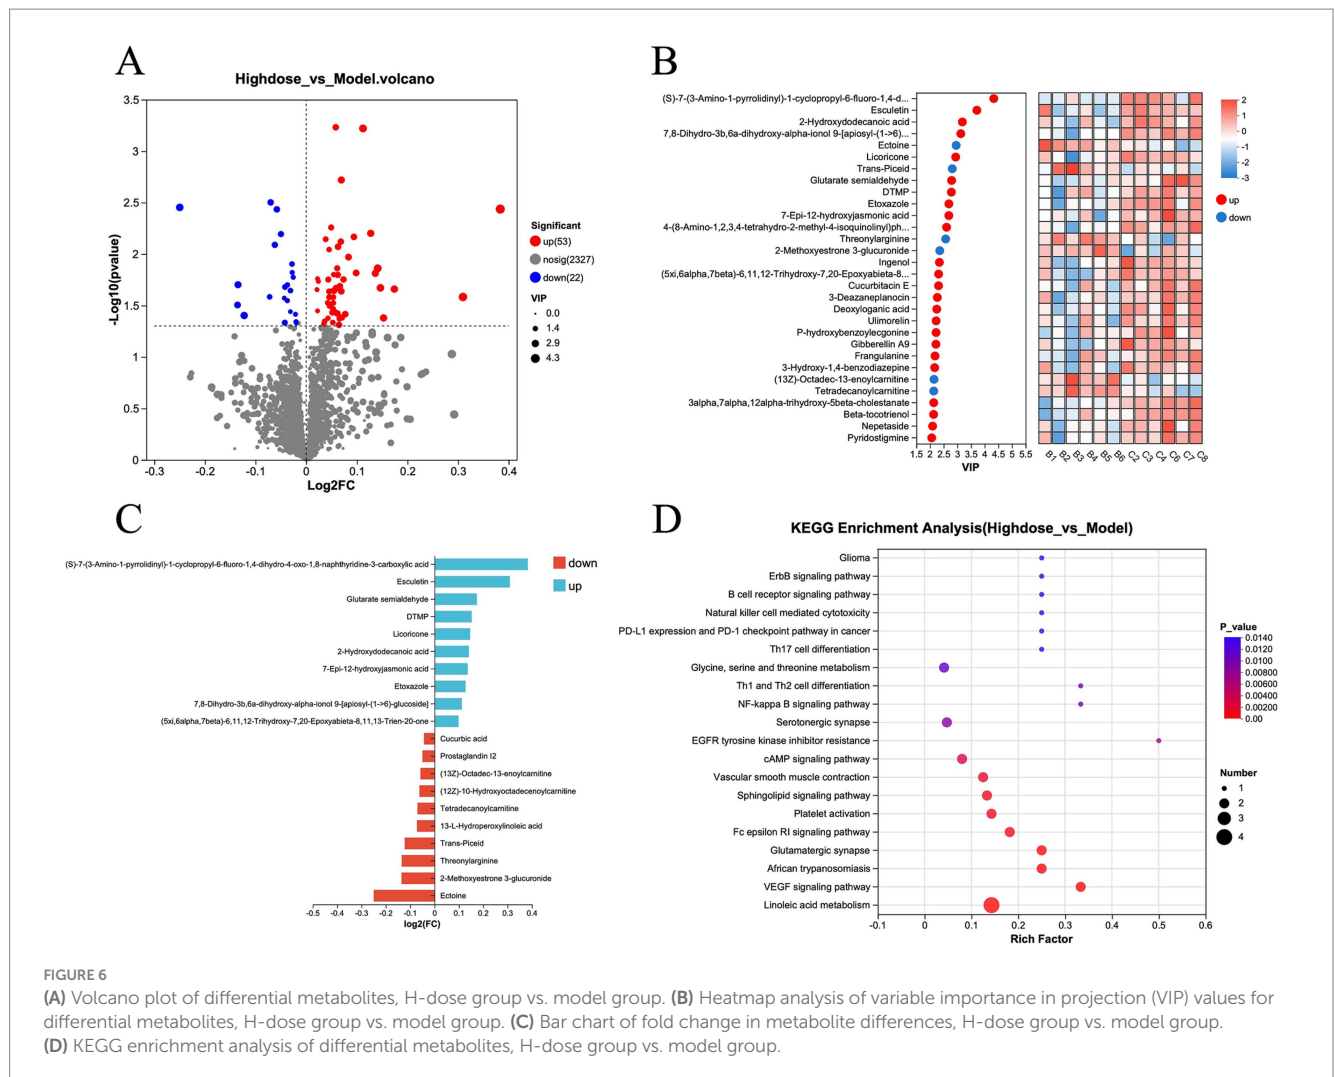 A
Highdose_vs_Model.volcano
3.5
3
2.5
2
1.5
1
0.5
0
-Log10(pvalue)
-0.3
-0.2
-0.1
0
0.1
0.2
0.3
0.4
Log2FC
Significant
up(53)
nosig(2327)
down(22)
VIP
0.0
1.4
2.9
4.3
B
(S)-7-(3-Amino-1-pyrrolidinyl)-1-cyclopropyl-6-fluoro-1,4-d...
Esculetin
2-Hydroxydodecanoic acid
7,8-Dihydro-3b,6a-dihydroxy-alpha-ionol 9-[apiosyl-(1->6)...
Ectoine
Licoricone
Trans-Piceid
Glutarate semialdehyde
DTMP
Etoxazole
7-Epi-12-hydroxyjasmonic acid
4-(8-Amino-1,2,3,4-tetrahydro-2-methyl-4-isoquinolinyl)ph...
Threonylarginine
2-Methoxyestrone 3-glucuronide
Ingenol
(5xi,6alpha,7beta)-6,11,12-Trihydroxy-7,20-Epoxyabieta-8...
Cucurbitacin E
3-Deazaneplanocin
Deoxyloganic acid
Ulimorelin
P-hydroxybenzoylecgonine
Gibberellin A9
Frangulanine
3-Hydroxy-1,4-benzodiazepine
(13Z)-Octadec-13-enoylcarnitine
Tetradecanoylcarnitine
3alpha,7alpha,12alpha-trihydroxy-5beta-cholestanate
Beta-tocotrienol
Nepetaside
Pyridostigmine
1.5 2 2.5 3 3.5 4 4.5 5 5.5
VIP
B1 B2 B3 B4 B5 B6 C2 C3 C4 C6 C7 C8
2
1
0
-1
-2
-3
up
down
C
(S)-7-(3-Amino-1-pyrrolidinyl)-1-cyclopropyl-6-fluoro-1,4-dihydro-4-oxo-1,8-naphthyridine-3-carboxylic acid
Esculetin
Glutarate semialdehyde
DTMP
Licoricone
2-Hydroxydodecanoic acid
7-Epi-12-hydroxyjasmonic acid
Etoxazole
7,8-Dihydro-3b,6a-dihydroxy-alpha-ionol 9-[apiosyl-(1->6)-glucoside]
(5xi,6alpha,7beta)-6,11,12-Trihydroxy-7,20-Epoxyabieta-8,11,13-Trien-20-one
Cucurbic acid
Prostaglandin I2
(13Z)-Octadec-13-enoylcarnitine
(12Z)-10-Hydroxyoctadecenoylcarnitine
Tetradecanoylcarnitine
13-L-Hydroperoxylinoleic acid
Trans-Piceid
Threonylarginine
2-Methoxyestrone 3-glucuronide
Ectoine
-0.5 -0.4 -0.3 -0.2 -0.1 0 0.1 0.2 0.3 0.4
log2(FC)
down
up
D
KEGG Enrichment Analysis(Highdose_vs_Model)
Glioma
ErbB signaling pathway
B cell receptor signaling pathway
Natural killer cell mediated cytotoxicity
PD-L1 expression and PD-1 checkpoint pathway in cancer
Th17 cell differentiation
Glycine, serine and threonine metabolism
Th1 and Th2 cell differentiation
NF-kappa B signaling pathway
Serotonergic synapse
EGFR tyrosine kinase inhibitor resistance
cAMP signaling pathway
Vascular smooth muscle contraction
Sphingolipid signaling pathway
Platelet activation
Fc epsilon RI signaling pathway
Glutamatergic synapse
African trypanosomiasis
VEGF signaling pathway
Linoleic acid metabolism
-0.1 0 0.1 0.2 0.3 0.4 0.5 0.6
Rich Factor
P_value
0.0140
0.0120
0.0100
0.00800
0.00600
0.00400
0.00200
0.00
Number
1
2
3
4
FIGURE 6
(A) Volcano plot of differential metabolites, H-dose group vs. model group. (B) Heatmap analysis of variable importance in projection (VIP) values for
differential metabolites, H-dose group vs. model group. (C) Bar chart of fold change in metabolite differences, H-dose group vs. model group.
(D) KEGG enrichment analysis of differential metabolites, H-dose group vs. model group.